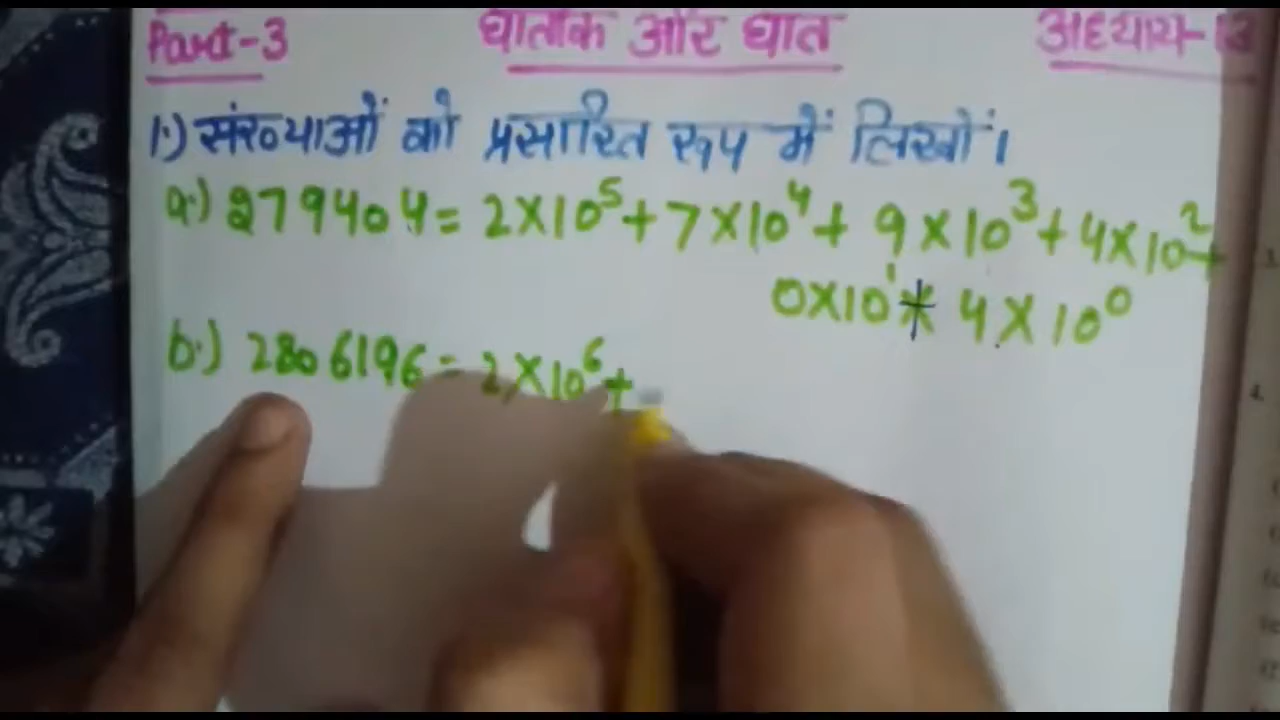 Part-3 घातांक और घात अध्याय-13
1.) संख्याओं को प्रसारित रूप में लिखों।
a.) 279404 = 2×10⁵ + 7×10⁴ + 9×10³ + 4×10² +
0×10¹ + 4×10⁰
b.) 2806196 = 2×10⁶ +